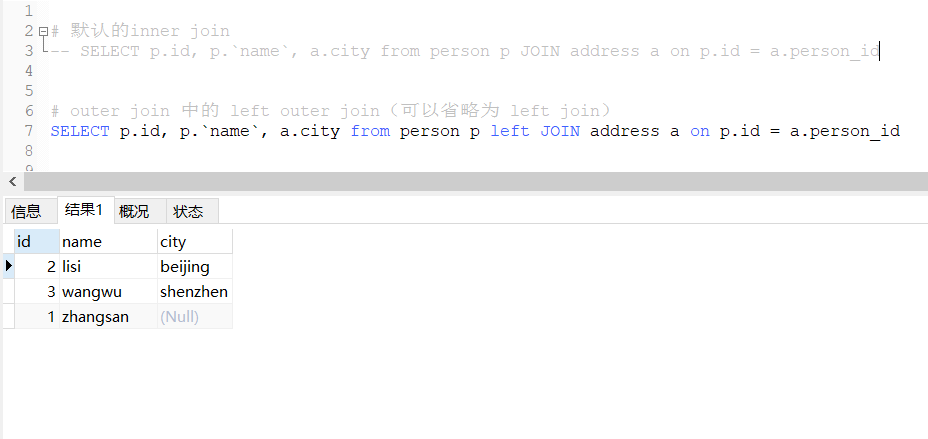 1
2 # 默认的inner join
3 -- SELECT p.id, p.`name`, a.city from person p JOIN address a on p.id = a.person_id
4
5
6 # outer join 中的 left outer join（可以省略为 left join）
7 SELECT p.id, p.`name`, a.city from person p left JOIN address a on p.id = a.person_id
8
9
信息 结果1 概况 状态
id name city
2 lisi beijing
3 wangwu shenzhen
1 zhangsan (Null)